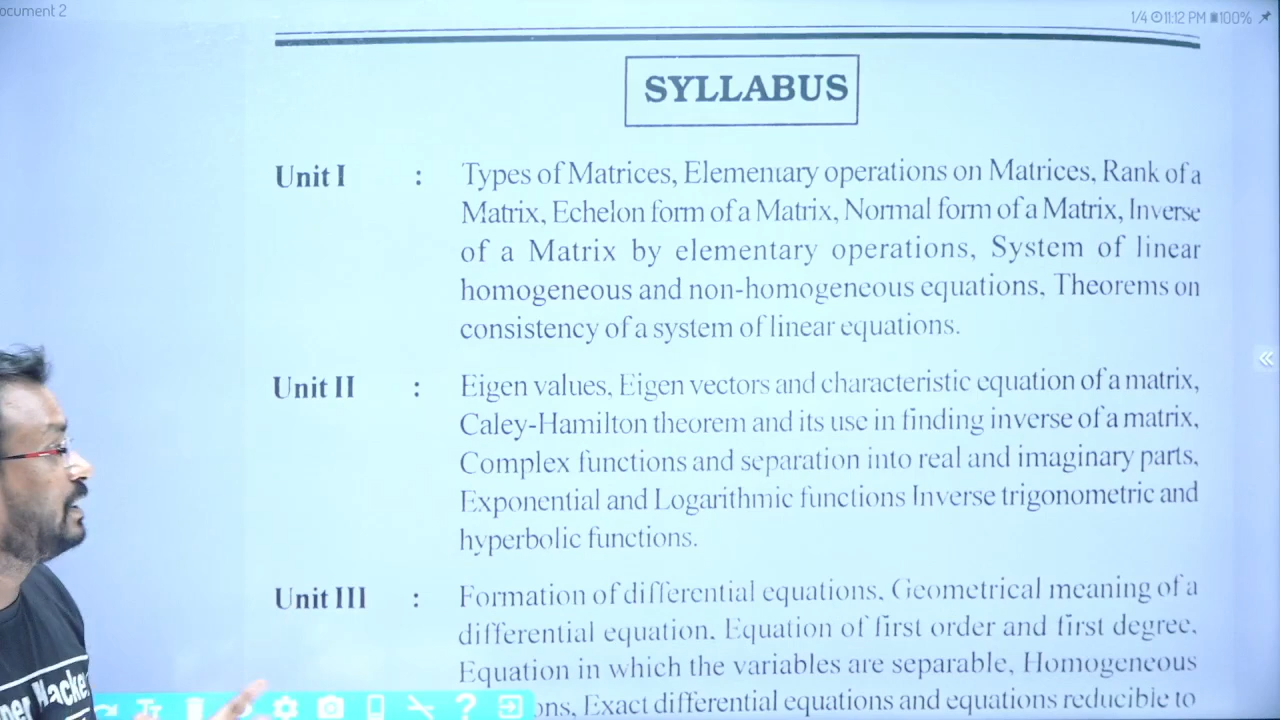 ocument 2
1/4 11:12 PM 100%
SYLLABUS
Unit I : Types of Matrices, Elementary operations on Matrices, Rank of a
Matrix, Echelon form of a Matrix, Normal form of a Matrix, Inverse
of a Matrix by elementary operations, System of linear
homogeneous and non-homogeneous equations, Theorems on
consistency of a system of linear equations.
Unit II : Eigen values, Eigen vectors and characteristic equation of a matrix,
Caley-Hamilton theorem and its use in finding inverse of a matrix,
Complex functions and separation into real and imaginary parts,
Exponential and Logarithmic functions Inverse trigonometric and
hyperbolic functions.
Unit III : Formation of differential equations, Geometrical meaning of a
differential equation, Equation of first order and first degree,
Equation in which the variables are separable, Homogeneous
ons, Exact differential equations and equations reducible to